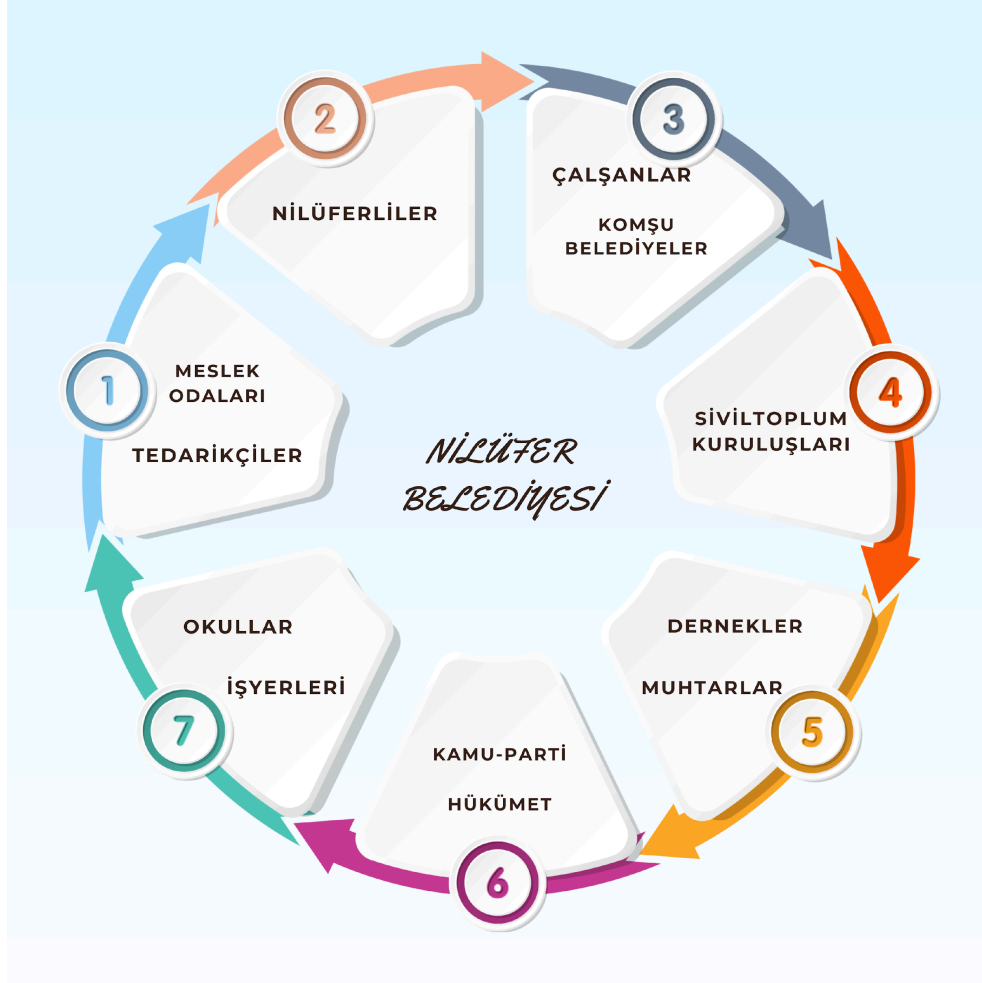 1
MESLEK
ODALARI
TEDARİKÇİLER
2
NİLÜFERLİLER
3
ÇALŞANLAR
KOMŞU
BELEDİYELER
4
SİVİLTOPLUM
KURULUŞLARI
5
DERNEKLER
MUHTARLAR
6
KAMU-PARTİ
HÜKÜMET
7
OKULLAR
İŞYERLERİ
NİLÜFER
BELEDİYESİ